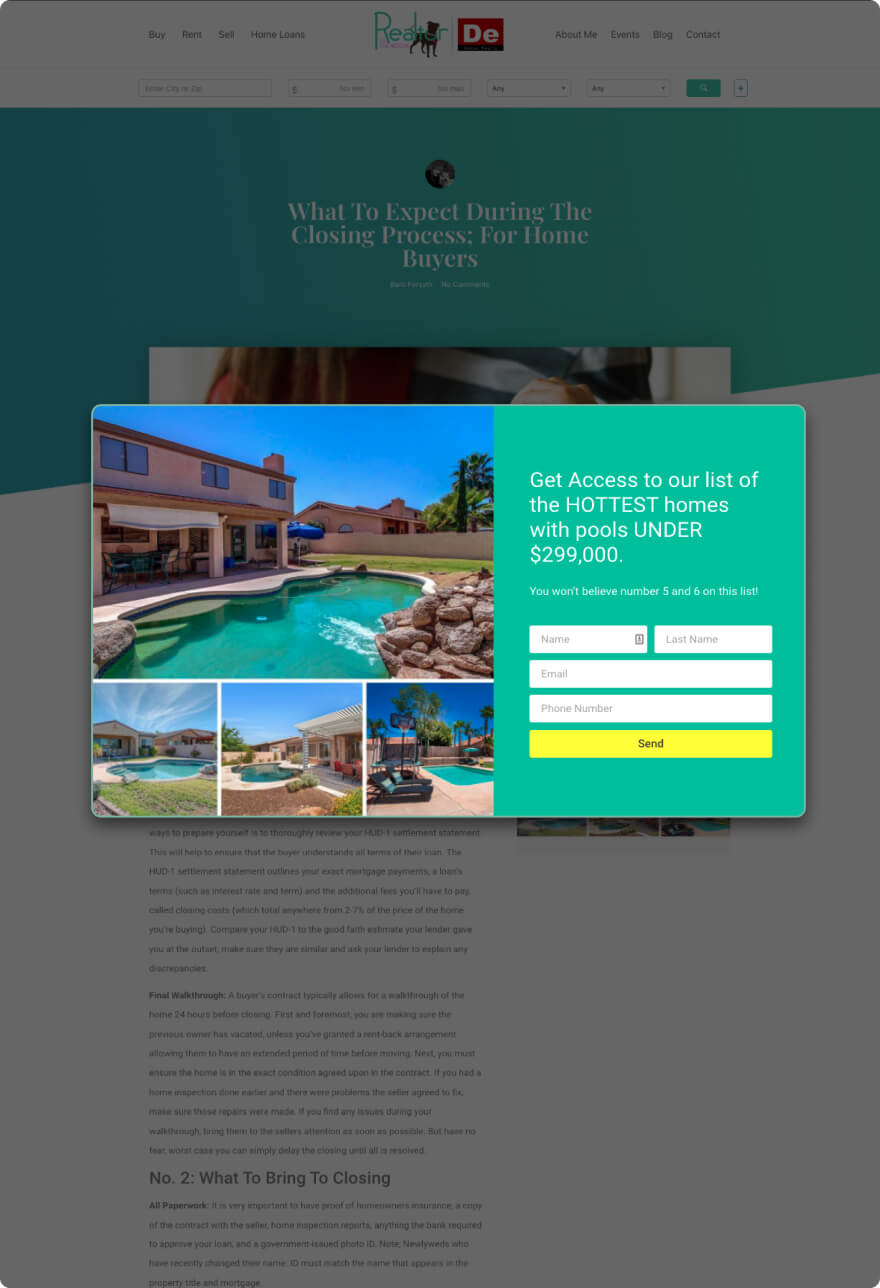 Buy Rent Sell Home Loans
Realtor
De
About Me Events Blog Contact
Enter City or Zip $ No min $ No max Any Any +
What To Expect During The
Closing Process; For Home
Buyers
Barb Forsyth No Comments
Get Access to our list of
the HOTTEST homes
with pools UNDER
$299,000.
You won't believe number 5 and 6 on this list!
Name Last Name
Email
Phone Number
Send
ways to prepare yourself is to thoroughly review your HUD-1 settlement statement.
This will help to ensure that the buyer understands all terms of their loan. The
HUD-1 settlement statement outlines your exact mortgage payments, a loan's
terms (such as interest rate and term) and the additional fees you'll have to pay,
called closing costs (which total anywhere from 2-7% of the price of the home
you're buying). Compare your HUD-1 to the good faith estimate your lender gave
you at the outset; make sure they are similar and ask your lender to explain any
discrepancies.
Final Walkthrough: A buyer's contract typically allows for a walkthrough of the
home 24 hours before closing. First and foremost, you are making sure the
previous owner has vacated, unless you've granted a rent-back arrangement
allowing them to have an extended period of time before moving. Next, you must
ensure the home is in the exact condition agreed upon in the contract. If you had a
home inspection done earlier and there were problems the seller agreed to fix,
make sure those repairs were made. If you find any issues during your
walkthrough, bring them to the sellers attention as soon as possible. But have no
fear, worst case you can simply delay the closing until all is resolved.
No. 2: What To Bring To Closing
All Paperwork: It is very important to have proof of homeowners insurance, a copy
of the contract with the seller, home inspection reports, anything the bank required
to approve your loan, and a government-issued photo ID. Note; Newlyweds who
have recently changed their name: ID must match the name that appears in the
property title and mortgage.